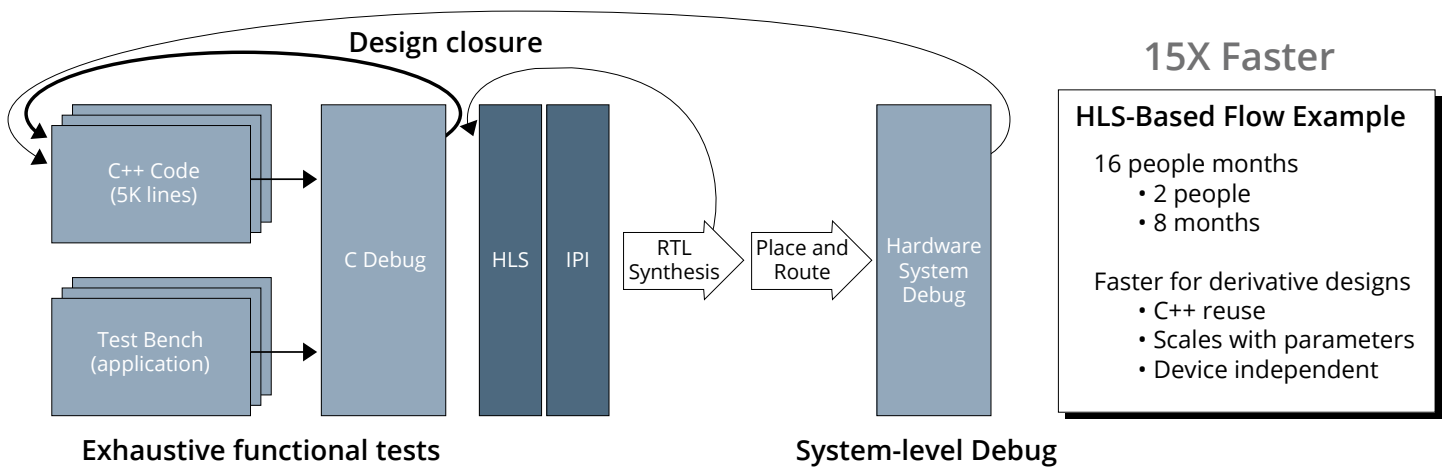 Design closure
C++ Code
(5K lines)
Test Bench
(application)
C Debug
HLS
IPI
RTL
Synthesis
Place and
Route
Hardware
System
Debug
Exhaustive functional tests
System-level Debug
15X Faster
HLS-Based Flow Example
16 people months
• 2 people
• 8 months
Faster for derivative designs
• C++ reuse
• Scales with parameters
• Device independent